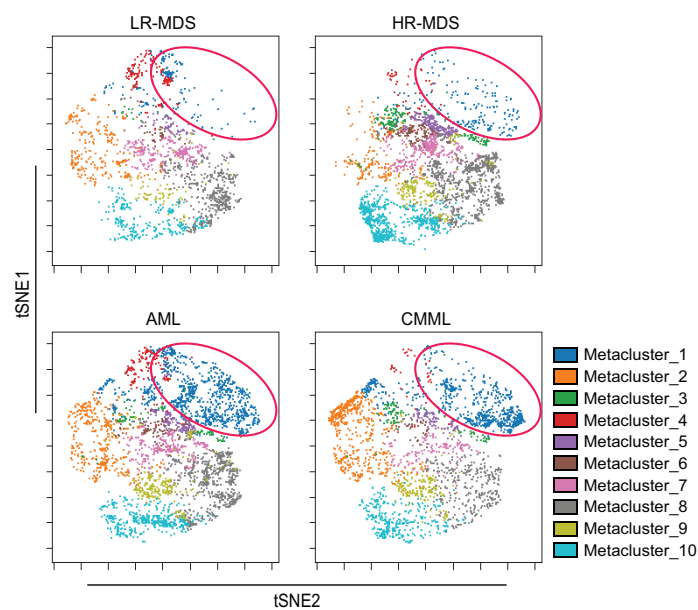 LR-MDS
HR-MDS
AML
CMML
tSNE1
tSNE2
Metacluster_1
Metacluster_2
Metacluster_3
Metacluster_4
Metacluster_5
Metacluster_6
Metacluster_7
Metacluster_8
Metacluster_9
Metacluster_10